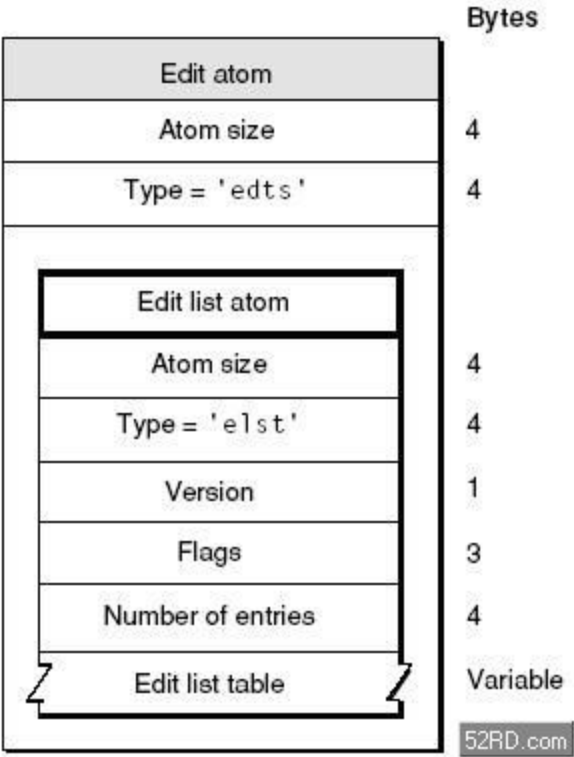 Bytes
Edit atom
Atom size 4
Type = 'edts' 4
Edit list atom
Atom size 4
Type = 'elst' 4
Version 1
Flags 3
Number of entries 4
Edit list table Variable
52RD.com